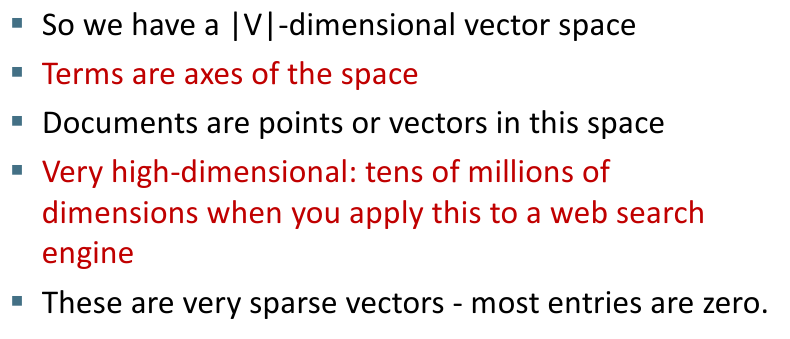 ▪ So we have a |V|-dimensional vector space
▪ Terms are axes of the space
▪ Documents are points or vectors in this space
▪ Very high-dimensional: tens of millions of
dimensions when you apply this to a web search
engine
▪ These are very sparse vectors - most entries are zero.